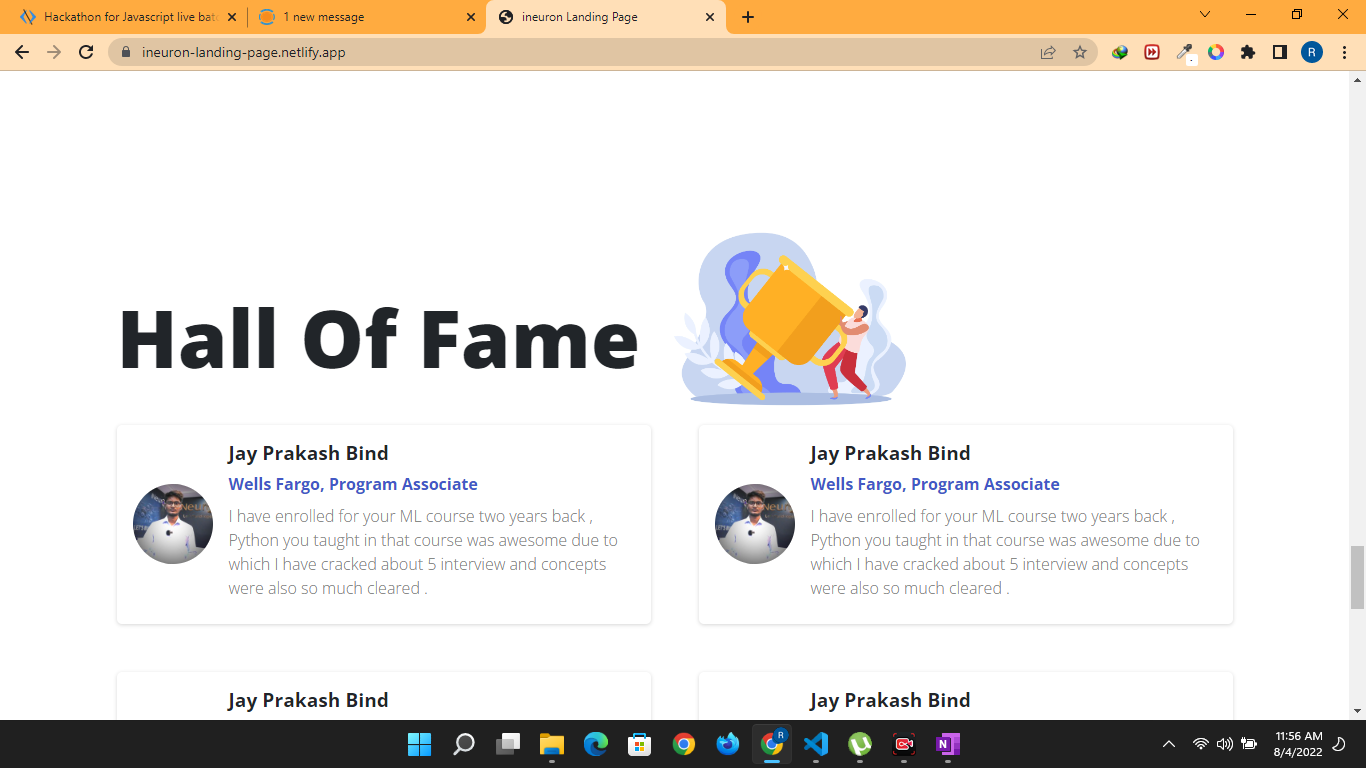 Hackathon for Javascript live bat
1 new message
ineuron Landing Page
ineuron-landing-page.netlify.app
R
Hall Of Fame
Jay Prakash Bind
Wells Fargo, Program Associate
I have enrolled for your ML course two years back ,
Python you taught in that course was awesome due to
which I have cracked about 5 interview and concepts
were also so much cleared .
Jay Prakash Bind
Wells Fargo, Program Associate
I have enrolled for your ML course two years back ,
Python you taught in that course was awesome due to
which I have cracked about 5 interview and concepts
were also so much cleared .
Jay Prakash Bind
Jay Prakash Bind
R
N
11:56 AM
8/4/2022